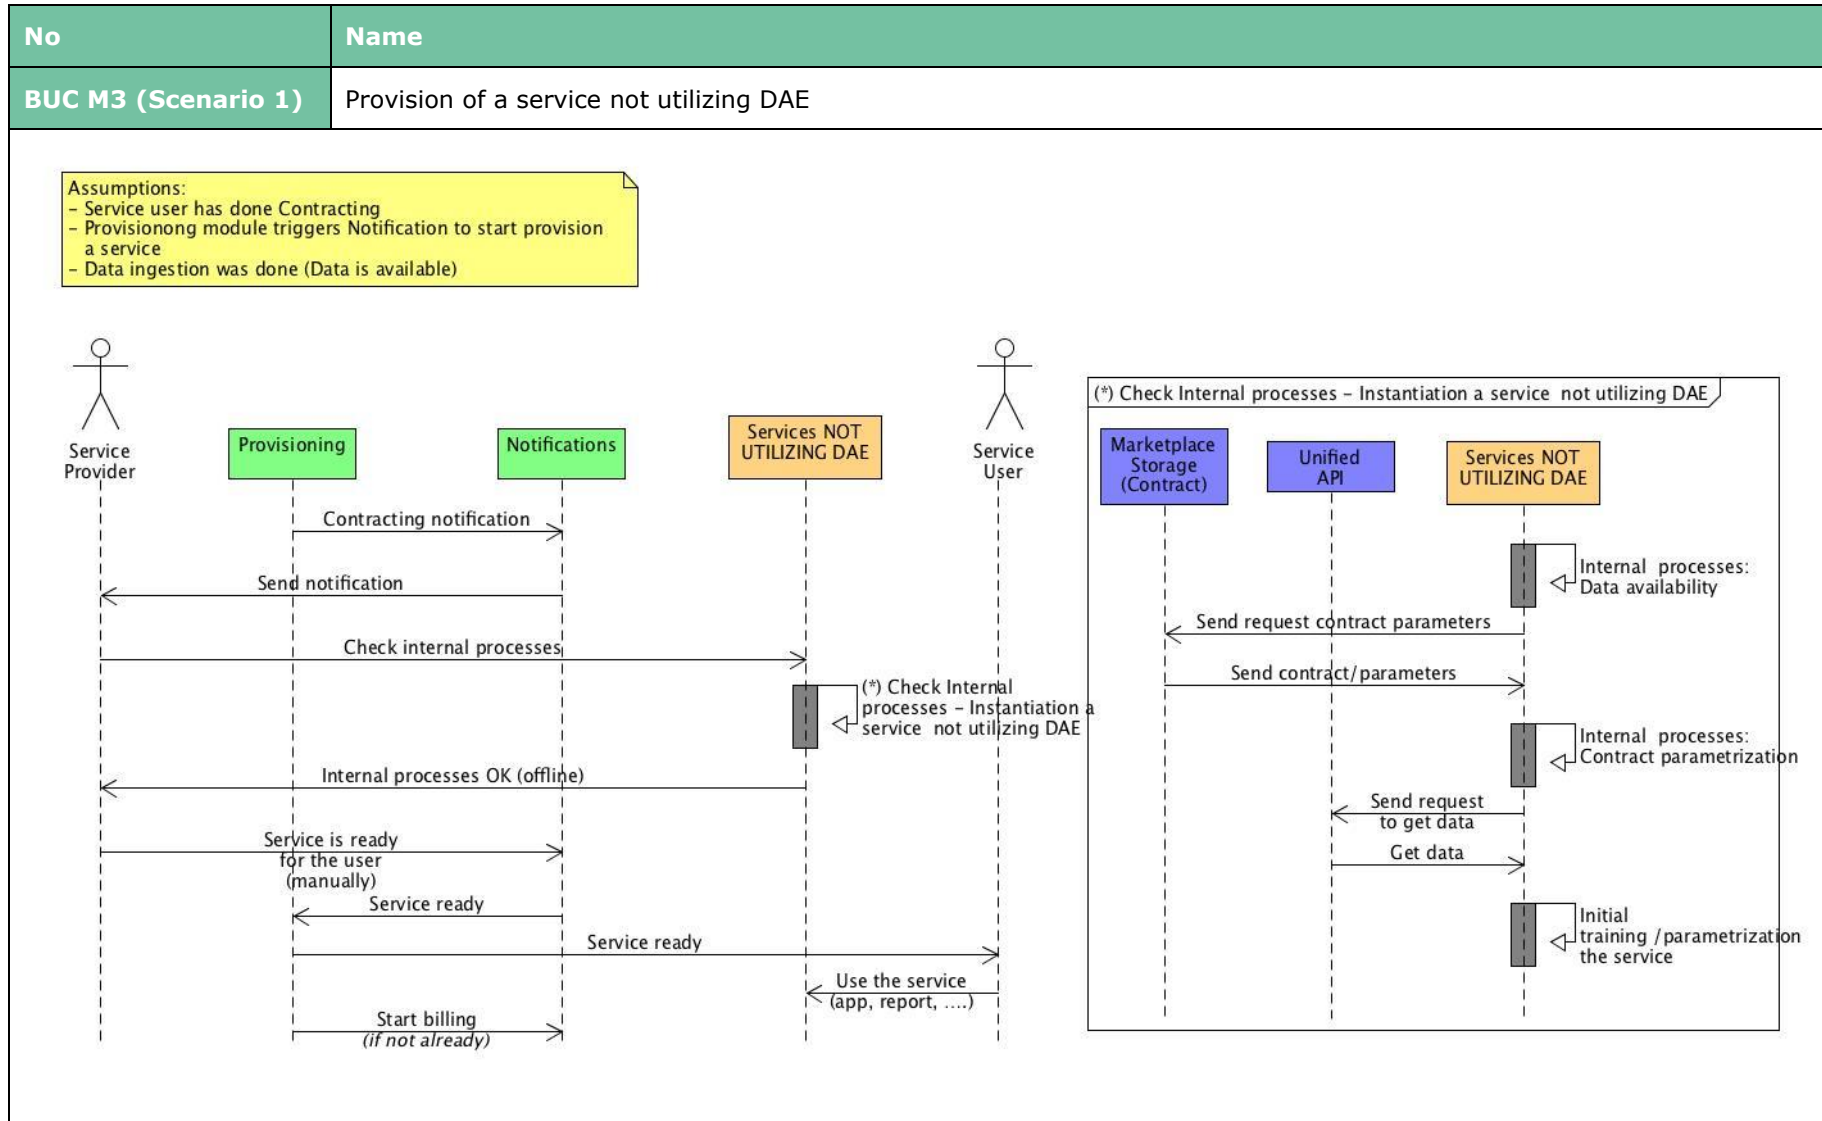 No
Name
BUC M3 (Scenario 1)
Provision of a service not utilizing DAE
Assumptions:
– Service user has done Contracting
– Provisionong module triggers Notification to start provision
a service
– Data ingestion was done (Data is available)
Service
Provider
Provisioning
Notifications
Services NOT
UTILIZING DAE
Service
User
Contracting notification
Send notification
Check internal processes
(*) Check Internal
processes – Instantiation a
service not utilizing DAE
Internal processes OK (offline)
Service is ready
for the user
(manually)
Service ready
Service ready
Use the service
(app, report, ....)
Start billing
(if not already)
(*) Check Internal processes – Instantiation a service not utilizing DAE
Marketplace
Storage
(Contract)
Unified
API
Services NOT
UTILIZING DAE
Internal processes:
Data availability
Send request contract parameters
Send contract/parameters
Internal processes:
Contract parametrization
Send request
to get data
Get data
Initial
training /parametrization
the service